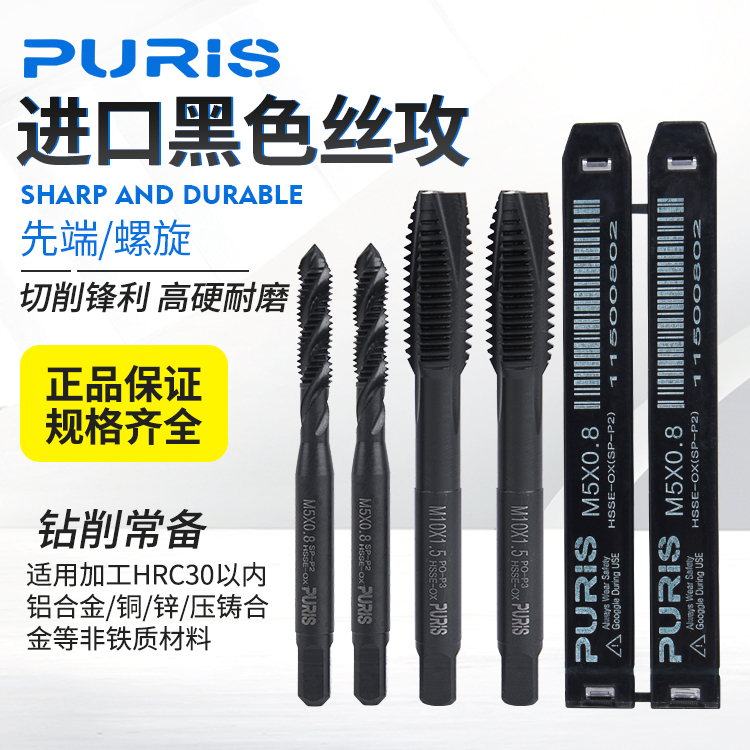 PURIS
进口黑色丝攻
SHARP AND DURABLE
先端/螺旋
切削锋利 高硬耐磨
正品保证
规格齐全
钻削常备
适用加工HRC30以内
铝合金/铜/锌/压铸合
金等非铁质材料
M5X0.8 SP-P2
HSSE-OX
PURIS
M5X0.8 SP-P2
HSSE-OX
PURIS
M10X1.5 PO-P3
HSSE-OX
PURIS
M10X1.5 PO-P3
HSSE-OX
PURIS
11500802
M5X0.8
HSSE-OX(SP-P2)
PURIS
Always Wear Safety
Gooogle During USE
11500802
M5X0.8
HSSE-OX(SP-P2)
PURIS
Always Wear Safety
Gooogle During USE